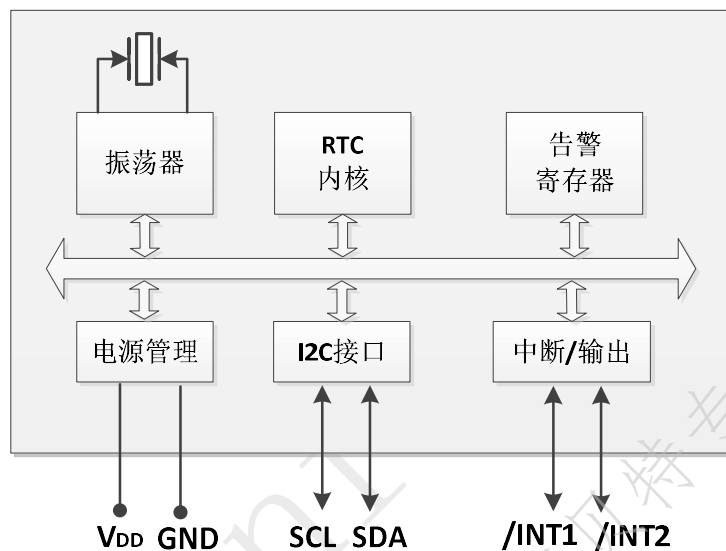 振荡器
RTC
内核
告警
寄存器
电源管理
I2C接口
中断/输出
VDD GND SCL SDA /INT1 /INT2